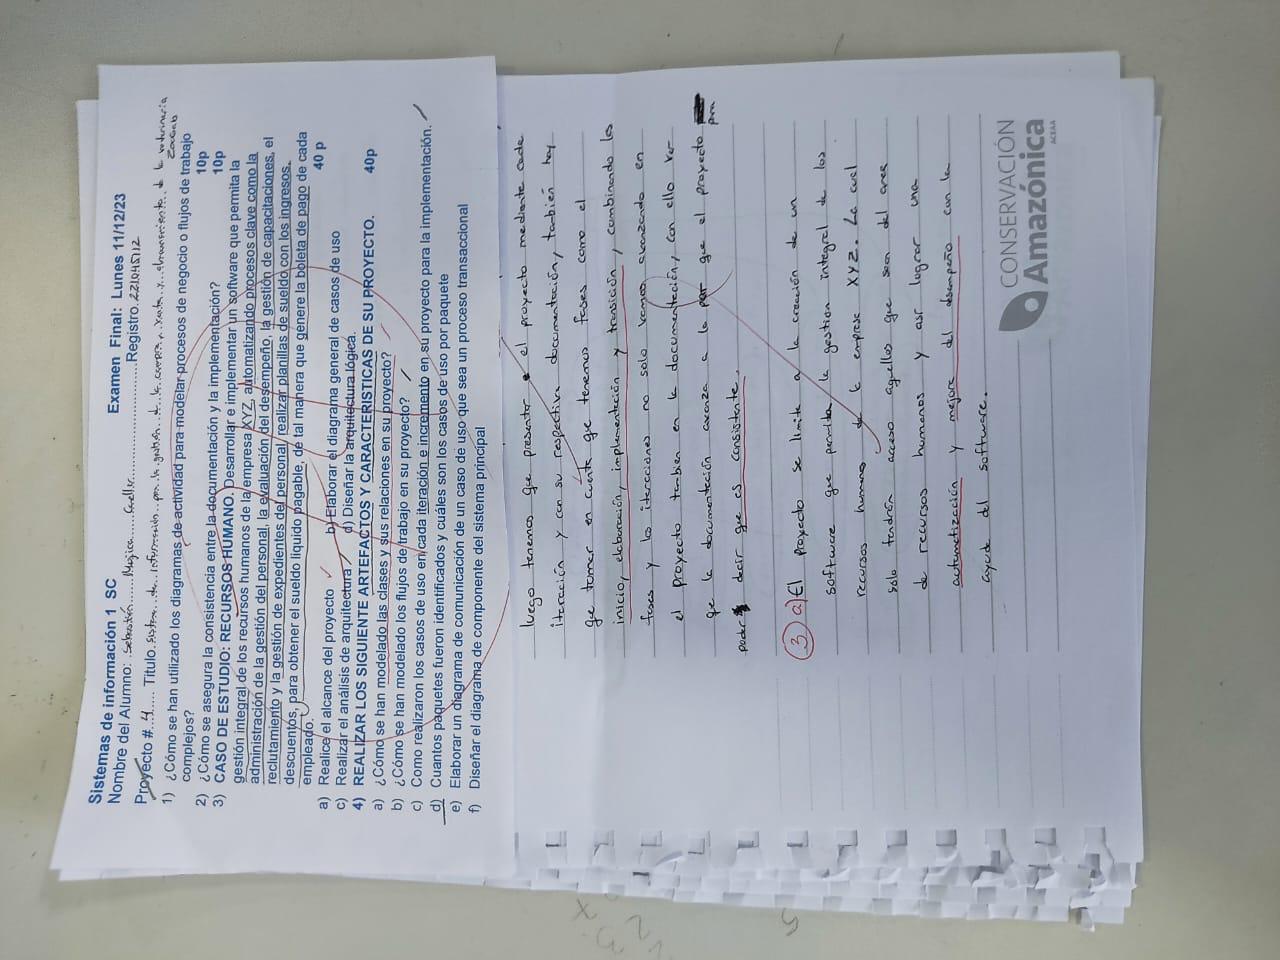 Sistemas de información 1 SC
Examen Final: Lunes 11/12/23
Nombre del Alumno: Sebastián Mojica Cuellar Registro. 221045112
Proyecto # 4 Titulo. Sistema de Información para la gestión de la compra, venta y almacenamiento de la veterinaria
1) ¿Cómo se han utilizado los diagramas de actividad para modelar procesos de negocio o flujos de trabajo
complejos? 10p
2) ¿Cómo se asegura la consistencia entre la documentación y la implementación? 10p
3) CASO DE ESTUDIO: RECURSOS HUMANO. Desarrollar e implementar un software que permita la
gestión integral de los recursos humanos de la empresa XYZ, automatizando procesos clave como la
administración de la gestión del personal, la evaluación del desempeño, la gestión de capacitaciones, el
reclutamiento y la gestión de expedientes del personal, realizar planillas de sueldo con los ingresos,
descuentos, para obtener el sueldo liquido pagable, de tal manera que genere la boleta de pago de cada
empleado. 40 p
a) Realice el alcance del proyecto b) Elaborar el diagrama general de casos de uso
c) Realizar el análisis de arquitectura d) Diseñar la arquitectura lógica.
4) REALIZAR LOS SIGUIENTE ARTEFACTOS Y CARACTERISTICAS DE SU PROYECTO. 40p
a) ¿Cómo se han modelado las clases y sus relaciones en su proyecto?
b) ¿Cómo se han modelado los flujos de trabajo en su proyecto?
c) Como realizaron los casos de uso en cada iteración e incremento en su proyecto para la implementación.
d) Cuantos paquetes fueron identificados y cuáles son los casos de uso por paquete
e) Elaborar un diagrama de comunicación de un caso de uso que sea un proceso transaccional
f) Diseñar el diagrama de componente del sistema principal
luego tenemos que presentar el proyecto mediante cada
iteración y con su respectiva documentación, también hay
que tomar en cuenta que tenemos fases como el
inicio, elaboración, implementación y transición, combinando las
fases y las iteraciones no solo vamos avanzando en
el proyecto tambien en la documentación, con ello ver
que la documentación avanza a la par que el proyecto para
poder decir que es consistente.
3 a) El proyecto se limita a la creación de un
software que permita la gestion integral de los
recursos humanos de la empresa XYZ. La cual
solo tendrán acceso aquellos que sean del area
de recursos humanos y asi lograr una
automatización y mejora del desempeño con la
ayuda del software.
CONSERVACIÓN
Amazónica
ACEAA